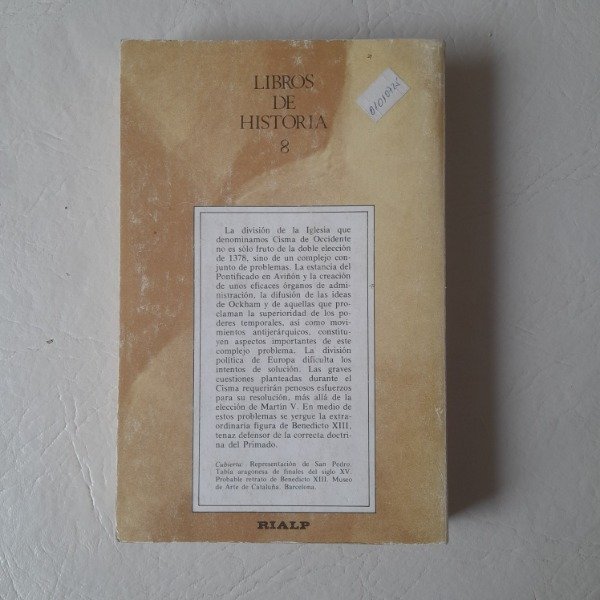 LIBROS
DE
HISTORIA
8
La división de la Iglesia que
denominamos Cisma de Occidente
no es sólo fruto de la doble elección
de 1378, sino de un complejo con-
junto de problemas. La estancia del
Pontificado en Aviñón y la creación
de unos eficaces órganos de admi-
nistración, la difusión de las ideas
de Ockham y de aquellas que pro-
claman la superioridad de los po-
deres temporales, así como movi-
mientos antijerárquicos, constitu-
yen aspectos importantes de este
complejo problema. La división
política de Europa dificulta los
intentos de solución. Las graves
cuestiones planteadas durante el
Cisma requerirán penosos esfuerzos
para su resolución, más allá de la
elección de Martín V. En medio de
estos problemas se yergue la extra-
ordinaria figura de Benedicto XIII,
tenaz defensor de la correcta doctri-
na del Primado.
Cubierta: Representación de San Pedro.
Tabla aragonesa de finales del siglo XV.
Probable retrato de Benedicto XIII. Museo
de Arte de Cataluña. Barcelona.
RIALP